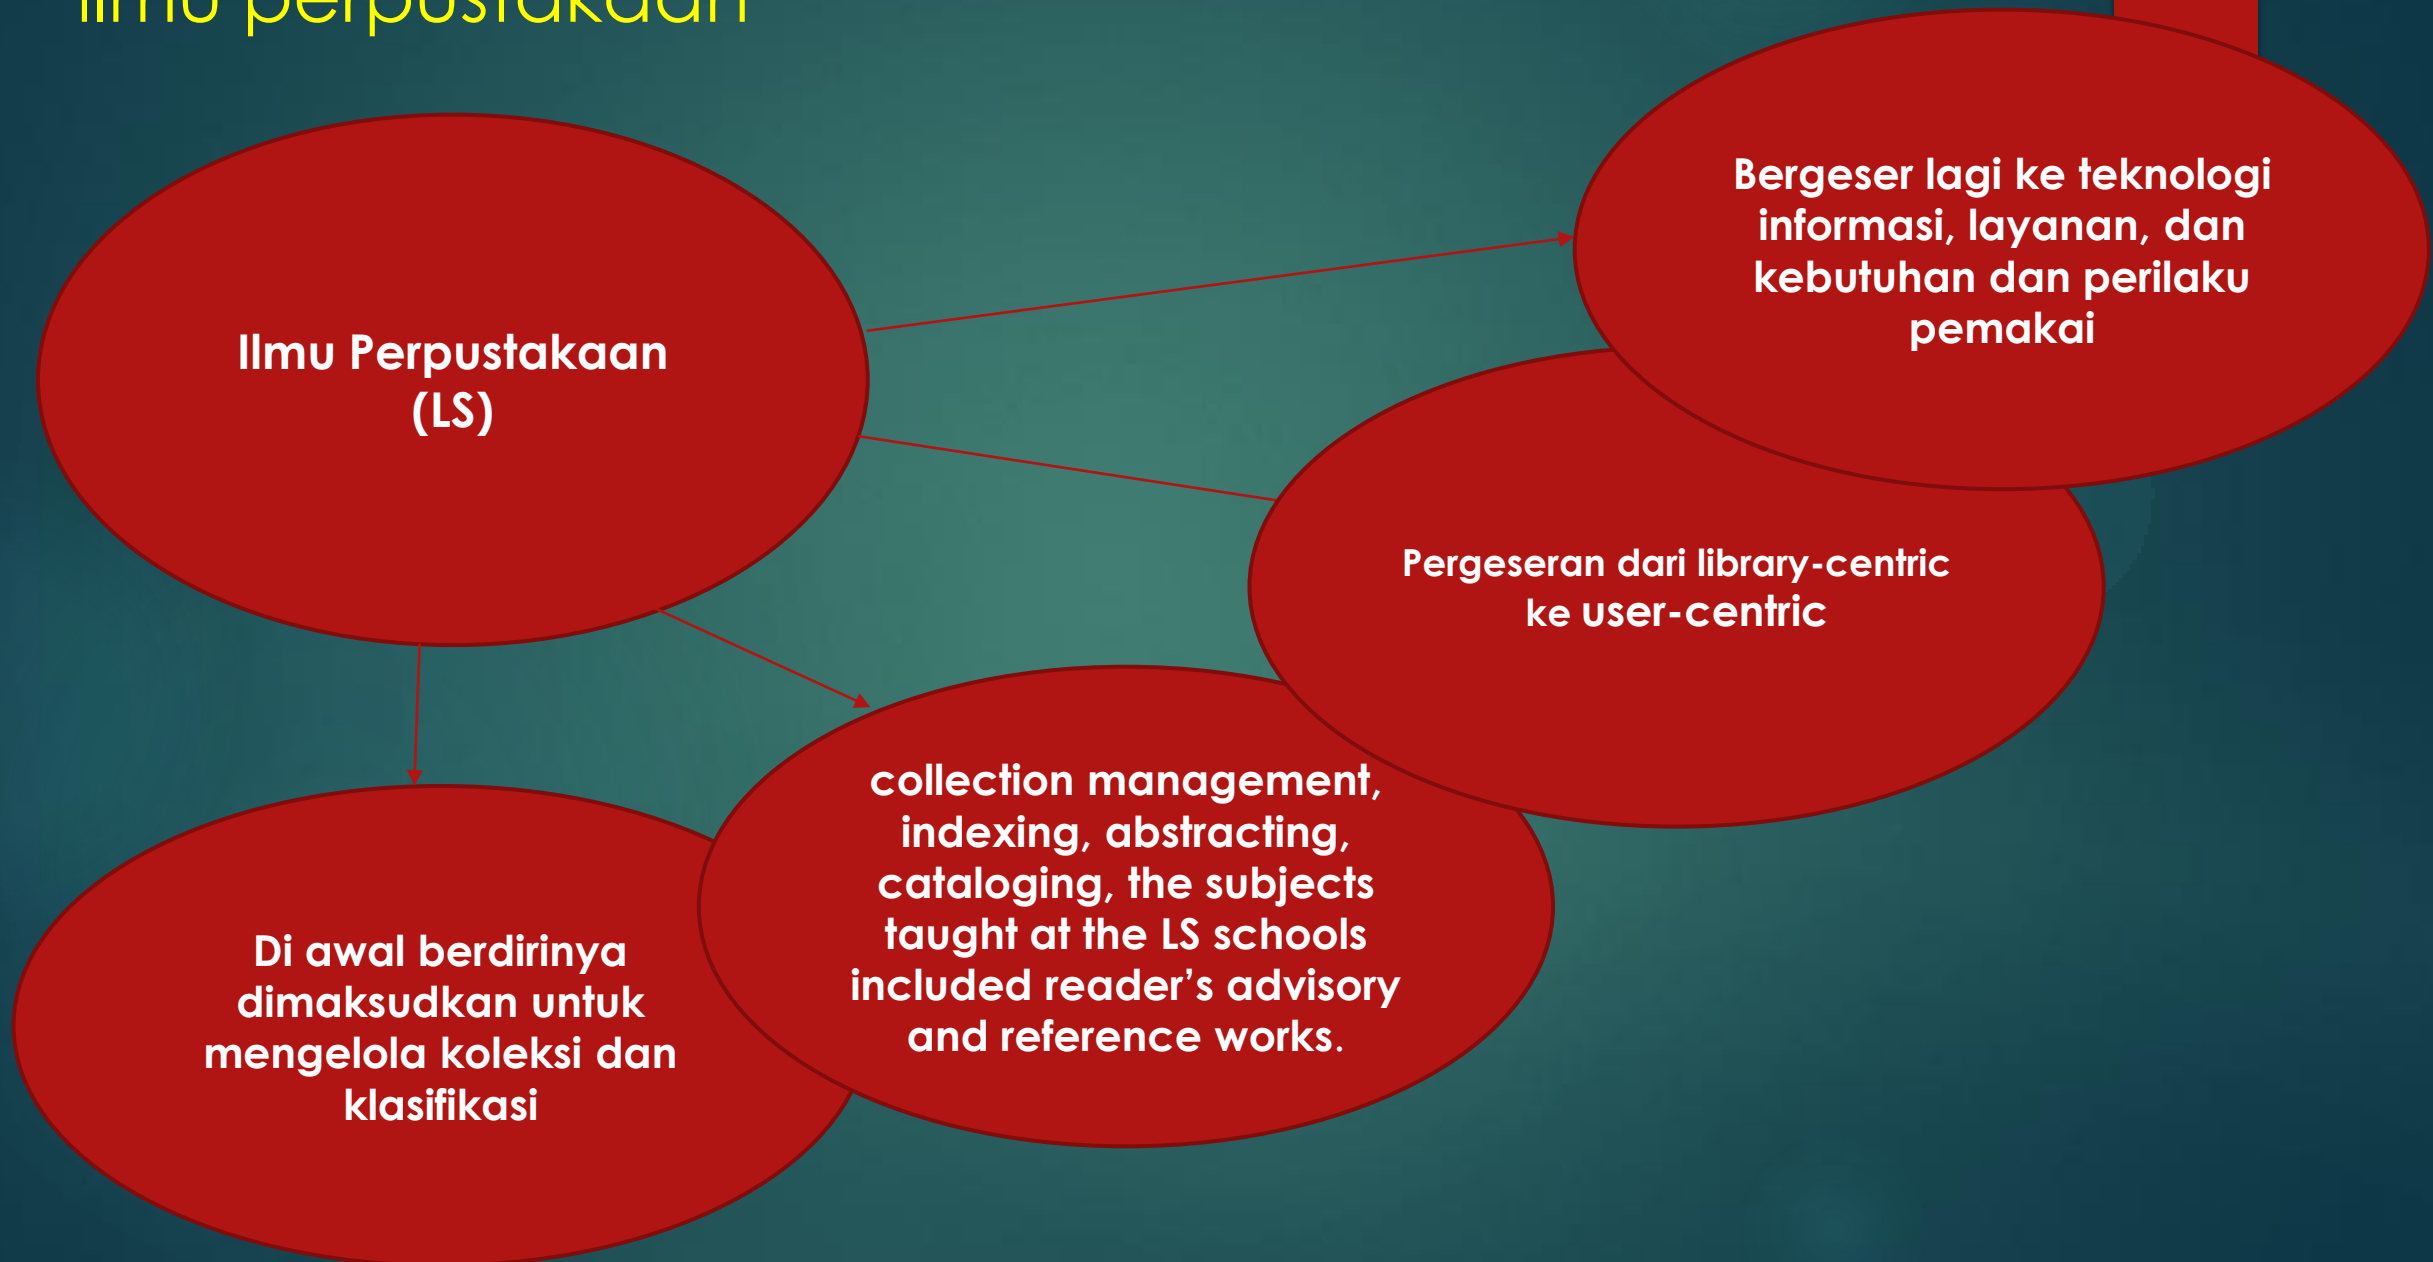 Ilmu perpustakaan
Ilmu Perpustakaan
(LS)
Bergeser lagi ke teknologi
informasi, layanan, dan
kebutuhan dan perilaku
pemakai
Pergeseran dari library-centric
ke user-centric
collection management,
indexing, abstracting,
cataloging, the subjects
taught at the LS schools
included reader’s advisory
and reference works.
Di awal berdirinya
dimaksudkan untuk
mengelola koleksi dan
klasifikasi